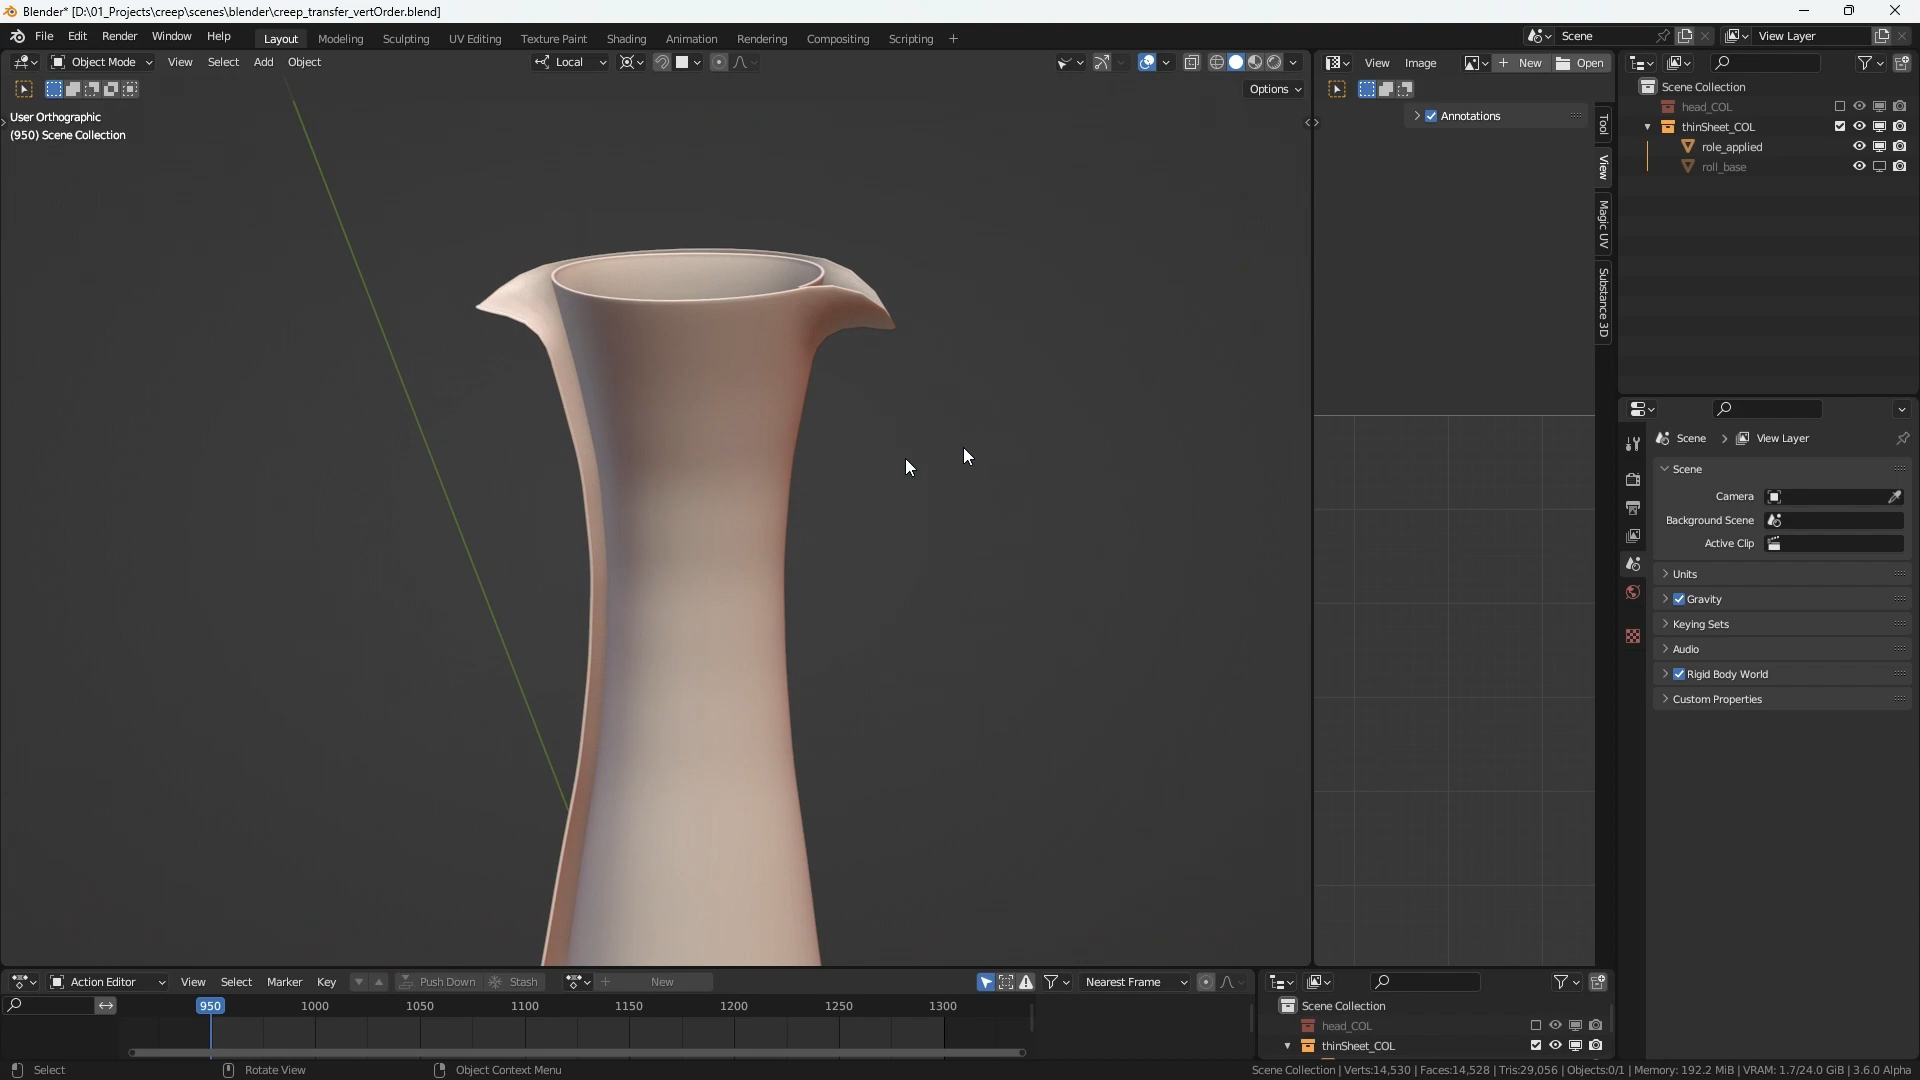 Blender* [D:\01_Projects\creep\scenes\blender\creep_transfer_vertOrder.blend]
File Edit Render Window Help Layout Modeling Sculpting UV Editing Texture Paint Shading Animation Rendering Compositing Scripting + Scene View Layer
Object Mode View Select Add Object Local View Image + New Open
Options
User Orthographic
(950) Scene Collection
Annotations
Tool
View
Magic UV
Substance 3D
Scene Collection
head_COL
thinSheet_COL
role_applied
roll_base
Scene > View Layer
Scene
Camera
Background Scene
Active Clip
Units
Gravity
Keying Sets
Audio
Rigid Body World
Custom Properties
Action Editor View Select Marker Key Push Down Stash + New Nearest Frame
950 1000 1050 1100 1150 1200 1250 1300
Scene Collection
head_COL
thinSheet_COL
Select Rotate View Object Context Menu
Scene Collection | Verts:14,530 | Faces:14,528 | Tris:29,056 | Objects:0/1 | Memory: 192.2 MiB | VRAM: 1.7/24.0 GiB | 3.6.0 Alpha